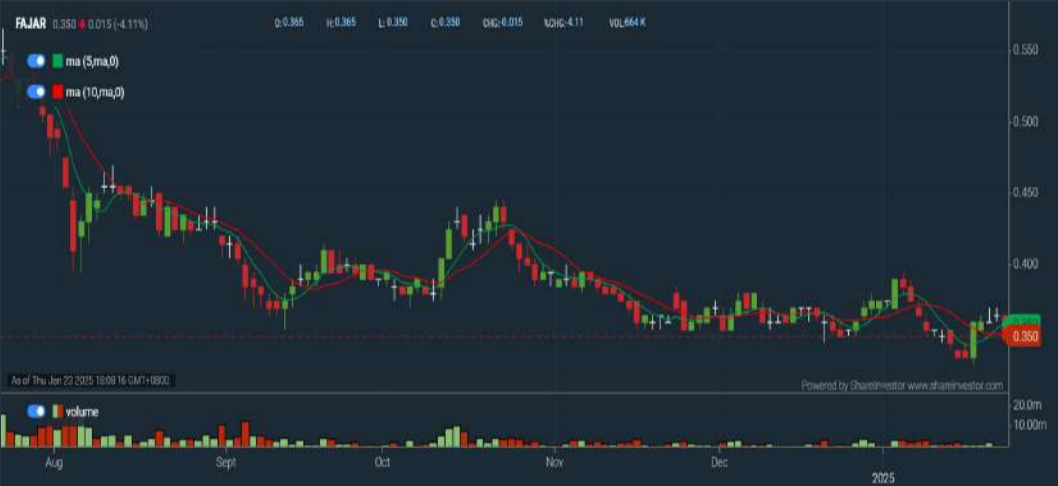 FAJAR 0.350 0.015 (-4.11%) O: 0.365 H: 0.365 L: 0.350 C: 0.350 CHG:-0.015 %CHG:-4.11 VOL:664 K
ma (5,ma,0)
ma (10,ma,0)
0.550
0.500
0.450
0.400
0.350
As of Thu Jan 23 2025 18:08:16 GMT+0800.
Powered by ShareInvestor www.shareinvestor.com
volume
20.0m
10.00m
Aug Sept Oct Nov Dec
2025